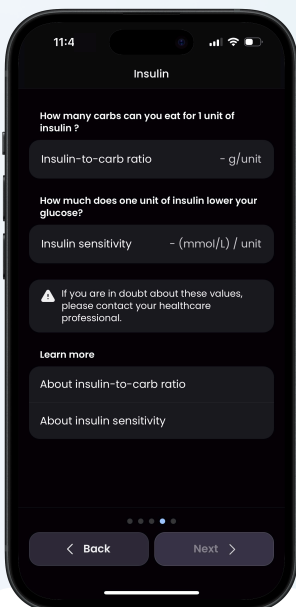 11:4
Insulin
How many carbs can you eat for 1 unit of
insulin ?
Insulin-to-carb ratio - g/unit
How much does one unit of insulin lower your
glucose?
Insulin sensitivity - (mmol/L) / unit
If you are in doubt about these values,
please contact your healthcare
professional.
Learn more
About insulin-to-carb ratio
About insulin sensitivity
Back Next